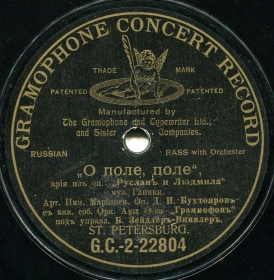 GRAMOPHONE CONCERT RECORD
TRADE MARK
PATENTED PATENTED
Manufactured by
The Gramophone and Typewriter Ltd.,
and Sister Companies.
RUSSIAN BASS with Orchester
„О поле, поле",
арія изъ оп. „Русланъ и Людмила"
муз. Глинки.
Арт. Имп. Маріинск. Оп. Д. И. Бухтояровъ
съ акк. соб. Орк. Акц. О-ва „Граммофонъ"
подъ управл. Б. Зейдлеръ-Винклеръ.
ST. PETERSBURG.
G.C.-2-22804